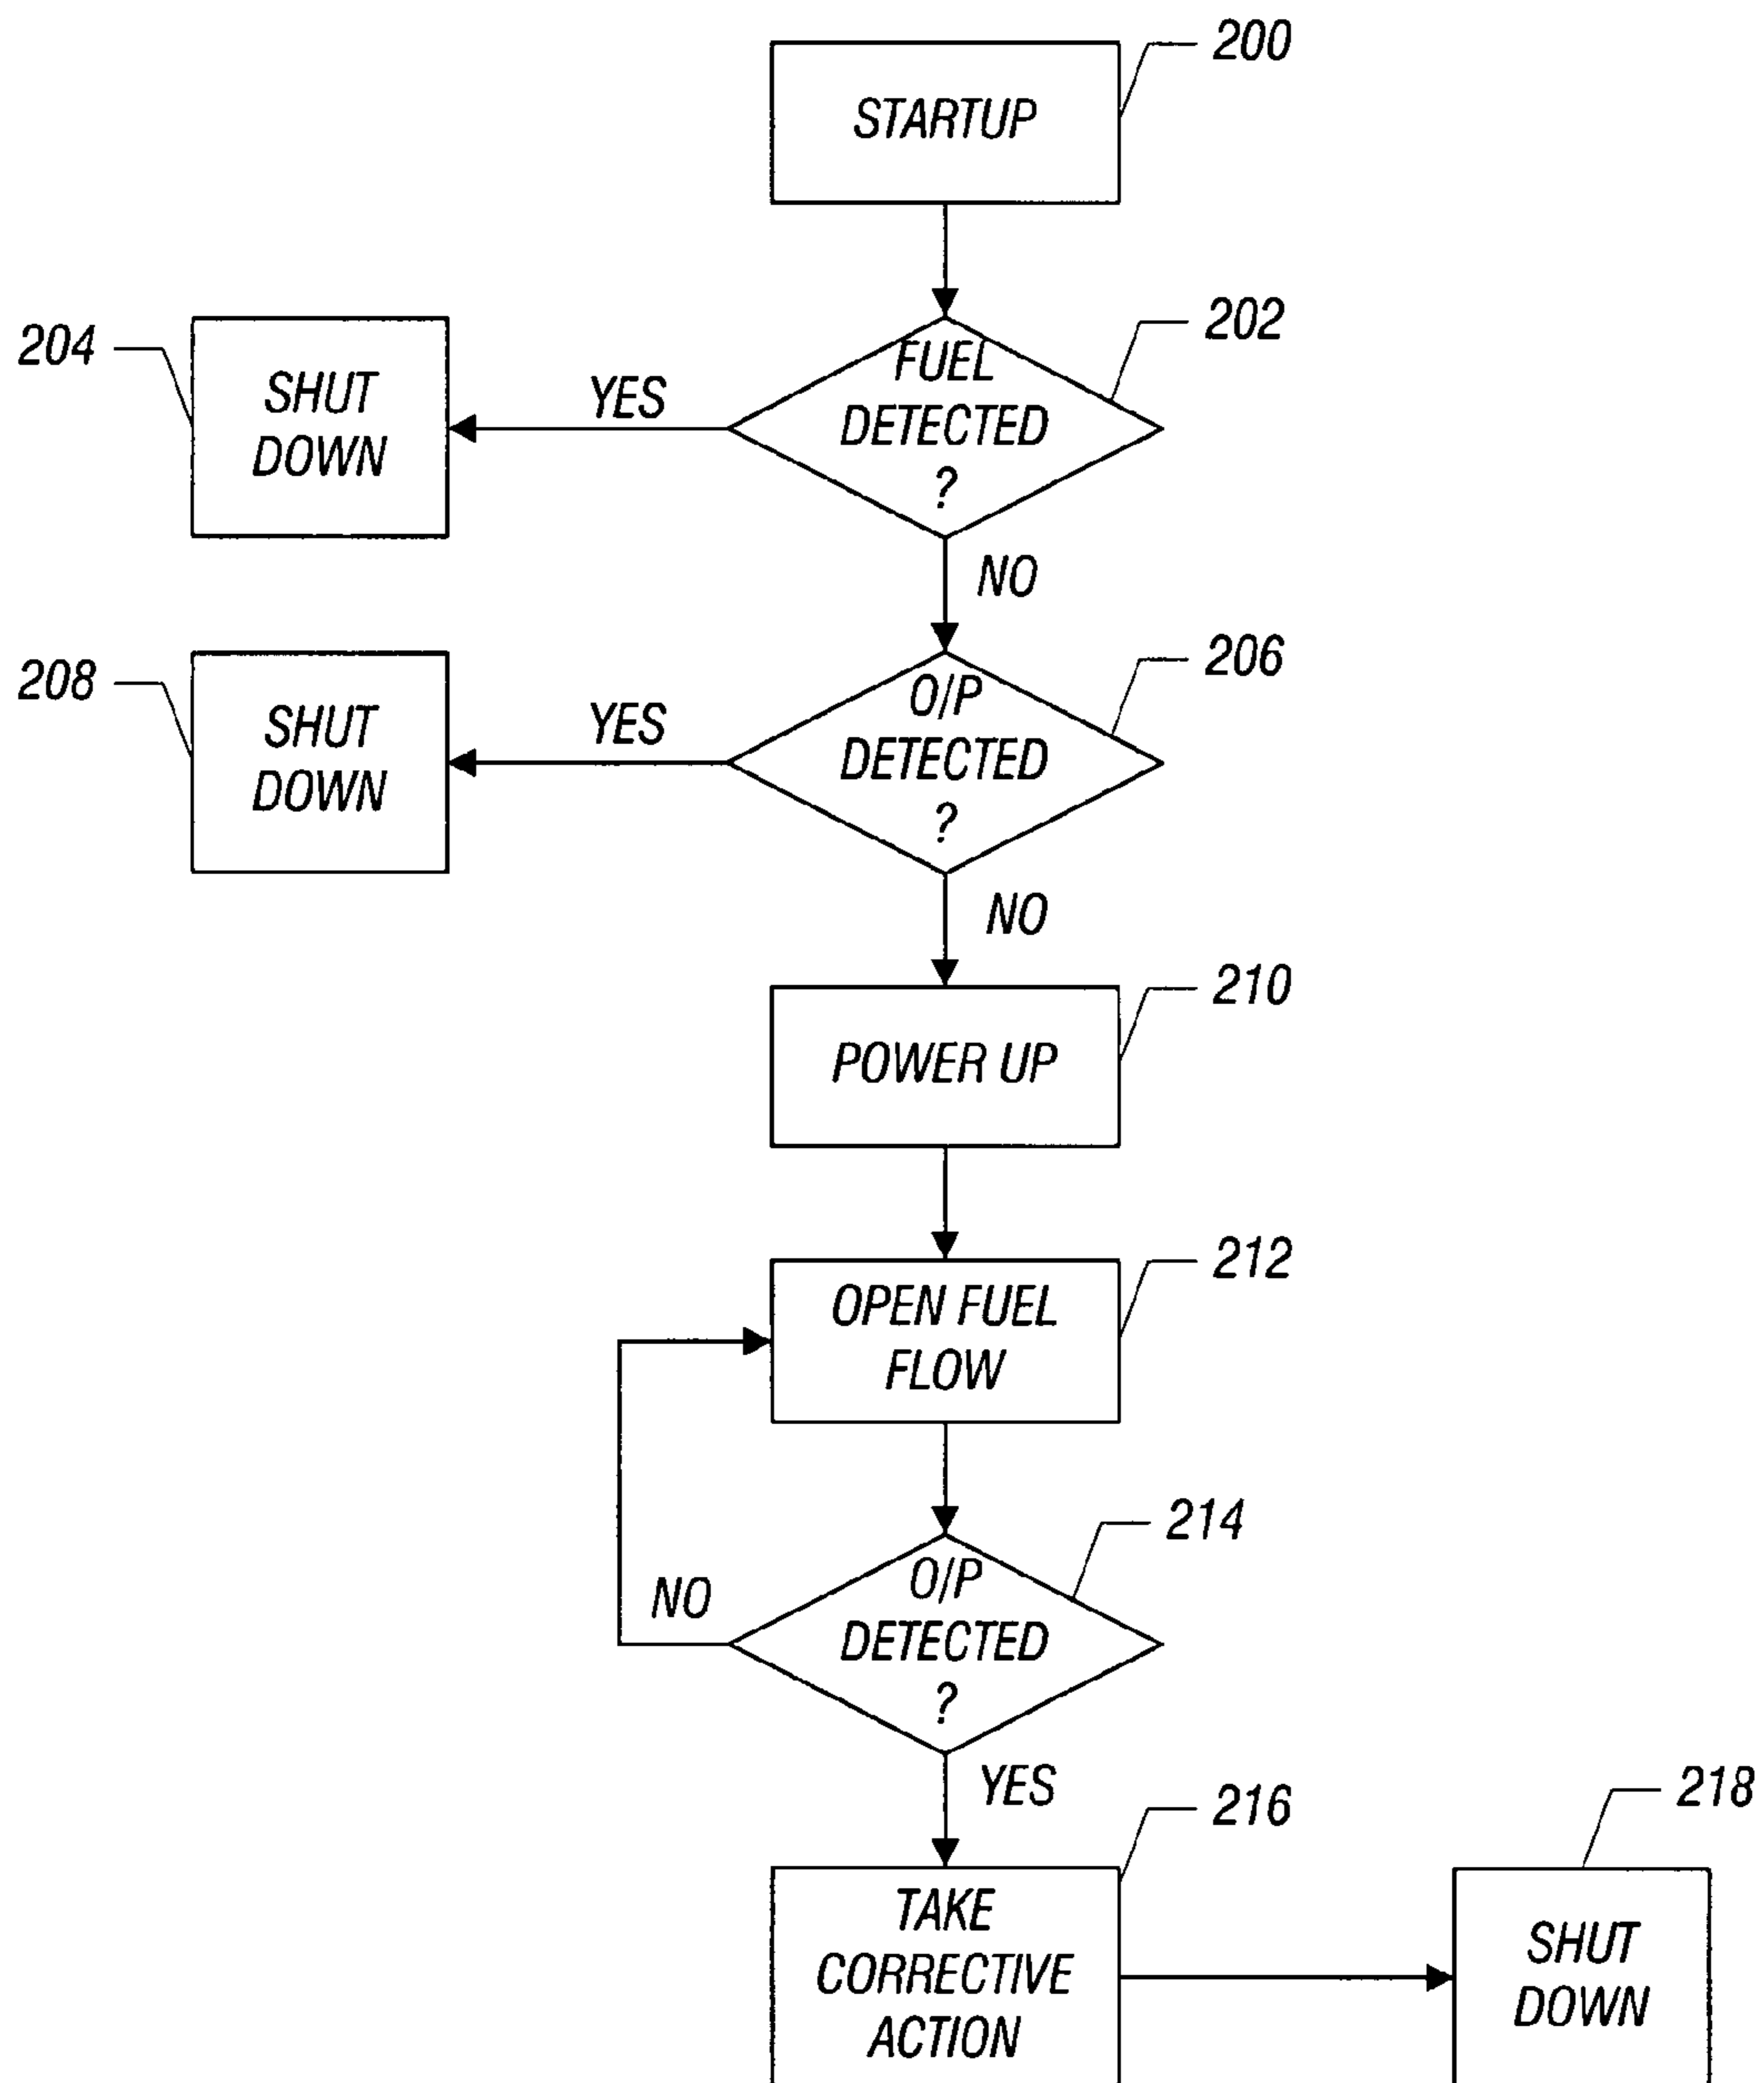 200
STARTUP
202
FUEL
DETECTED
?
204
SHUT
DOWN
YES
NO
206
O/P
DETECTED
?
208
SHUT
DOWN
YES
NO
210
POWER UP
212
OPEN FUEL
FLOW
214
O/P
DETECTED
?
NO
YES
216
TAKE
CORRECTIVE
ACTION
218
SHUT
DOWN